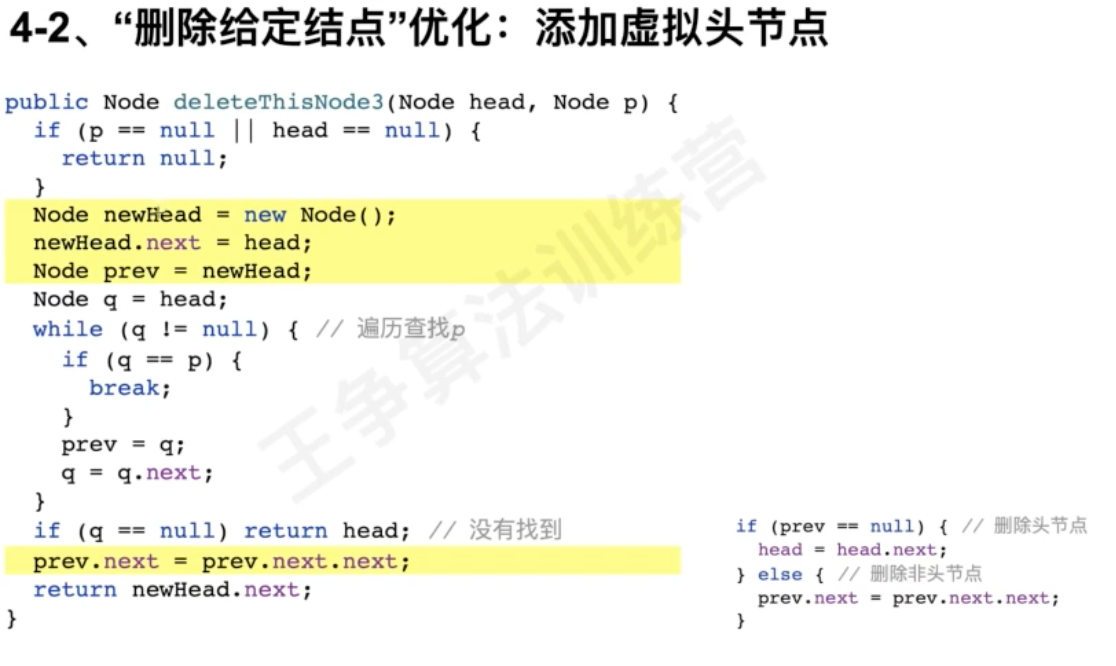 4-2、“删除给定结点”优化：添加虚拟头节点
public Node deleteThisNode3(Node head, Node p) {
if (p == null || head == null) {
return null;
}
Node newHead = new Node();
newHead.next = head;
Node prev = newHead;
Node q = head;
while (q != null) { // 遍历查找p
if (q == p) {
break;
}
prev = q;
q = q.next;
}
if (q == null) return head; // 没有找到
prev.next = prev.next.next;
return newHead.next;
}
if (prev == null) { // 删除头节点
head = head.next;
} else { // 删除非头节点
prev.next = prev.next.next;
}
王争算法训练营